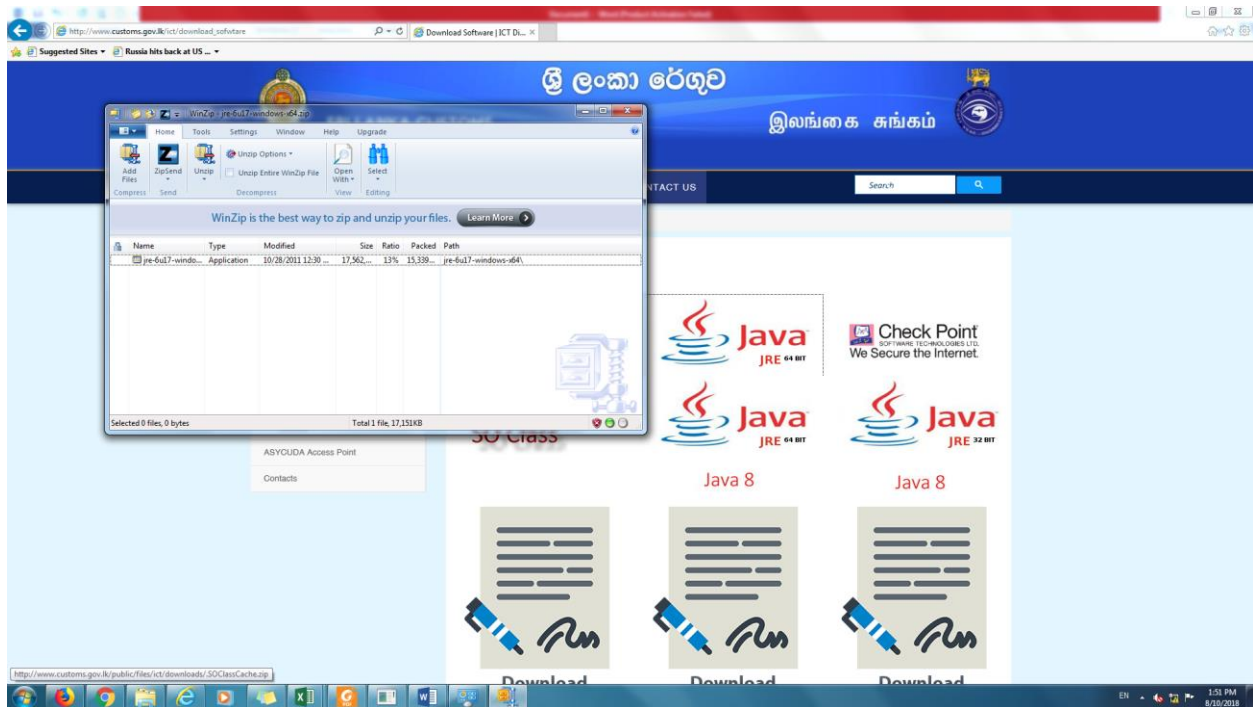 http://www.customs.gov.lk/ict/download_sofwtare
Download Software | ICT Di...
Suggested Sites
Russia hits back at US ...
ශ්‍රී ලංකා රේගුව
இலங்கை சுங்கம்
NTACT US
Search
WinZip - jre-6u17-windows-x64.zip
Home Tools Settings Window Help Upgrade
Add Files
ZipSend
Unzip
Unzip Options
Unzip Entire WinZip File
Open With
Select
Compress Send Decompress View Editing
WinZip is the best way to zip and unzip your files. Learn More
Name Type Modified Size Ratio Packed Path
jre-6u17-windo... Application 10/28/2011 12:30 ... 17,562,... 13% 15,339... jre-6u17-windows-x64\
Selected 0 files, 0 bytes Total 1 file, 17,151KB
Java
JRE 64 BIT
Check Point
SOFTWARE TECHNOLOGIES LTD.
We Secure the Internet.
SO Class
Java
JRE 64 BIT
Java
JRE 32 BIT
Java 8
Java 8
ASYCUDA Access Point
Contacts
Download
Download
Download
http://www.customs.gov.lk/public/files/ict/downloads/.SOClassCache.zip
EN
1:51 PM
8/10/2018